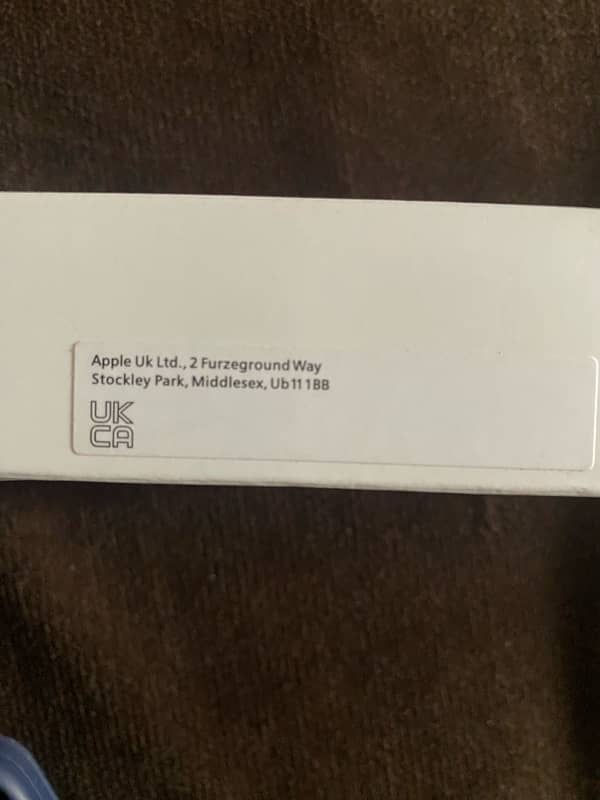 Apple Uk Ltd., 2 Furzeground Way
Stockley Park, Middlesex, Ub11 1BB
UK
CA